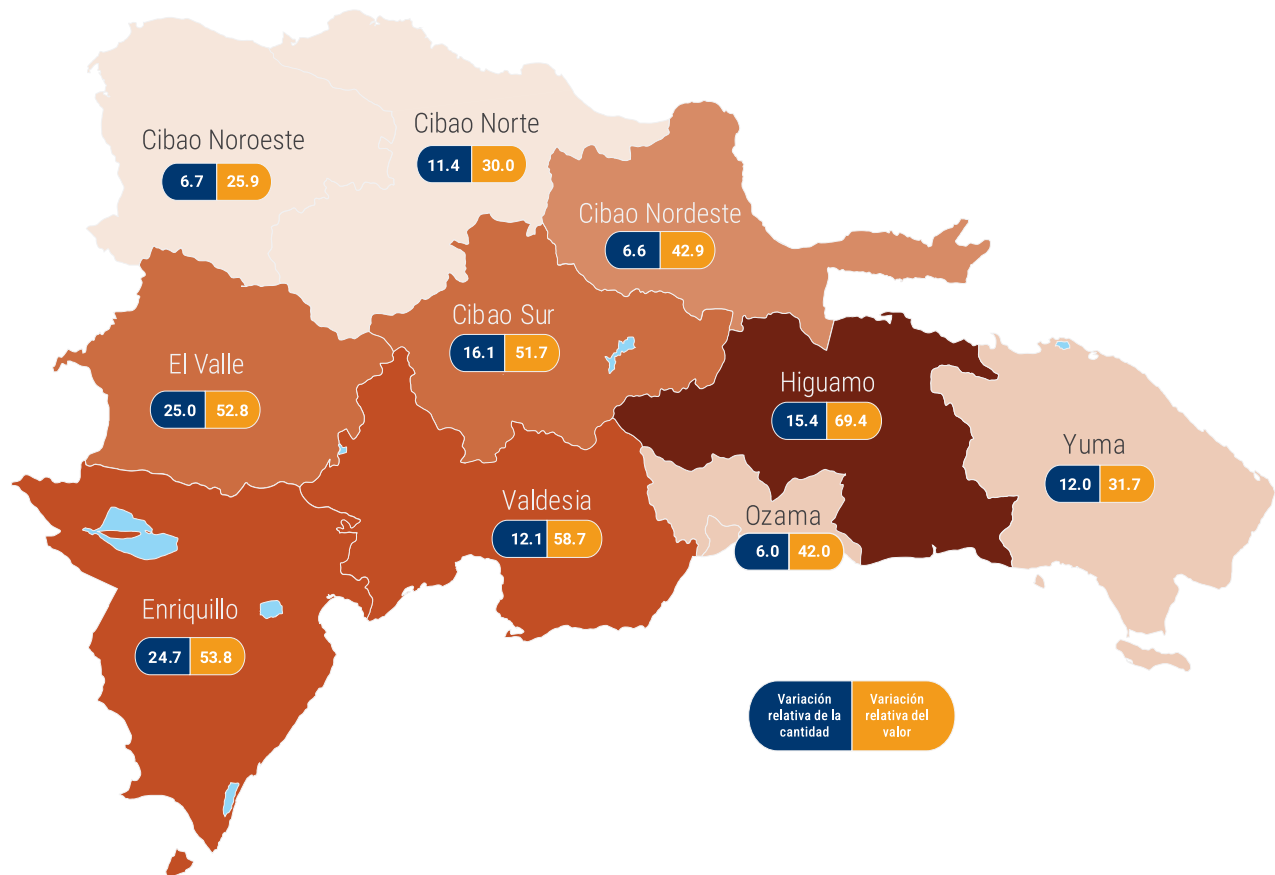 Cibao Noroeste
6.7 25.9
Cibao Norte
11.4 30.0
Cibao Nordeste
6.6 42.9
Cibao Sur
16.1 51.7
El Valle
25.0 52.8
Higuamo
15.4 69.4
Yuma
12.0 31.7
Valdesia
12.1 58.7
Ozama
6.0 42.0
Enriquillo
24.7 53.8
Variación
relativa de la
cantidad
Variación
relativa del
valor